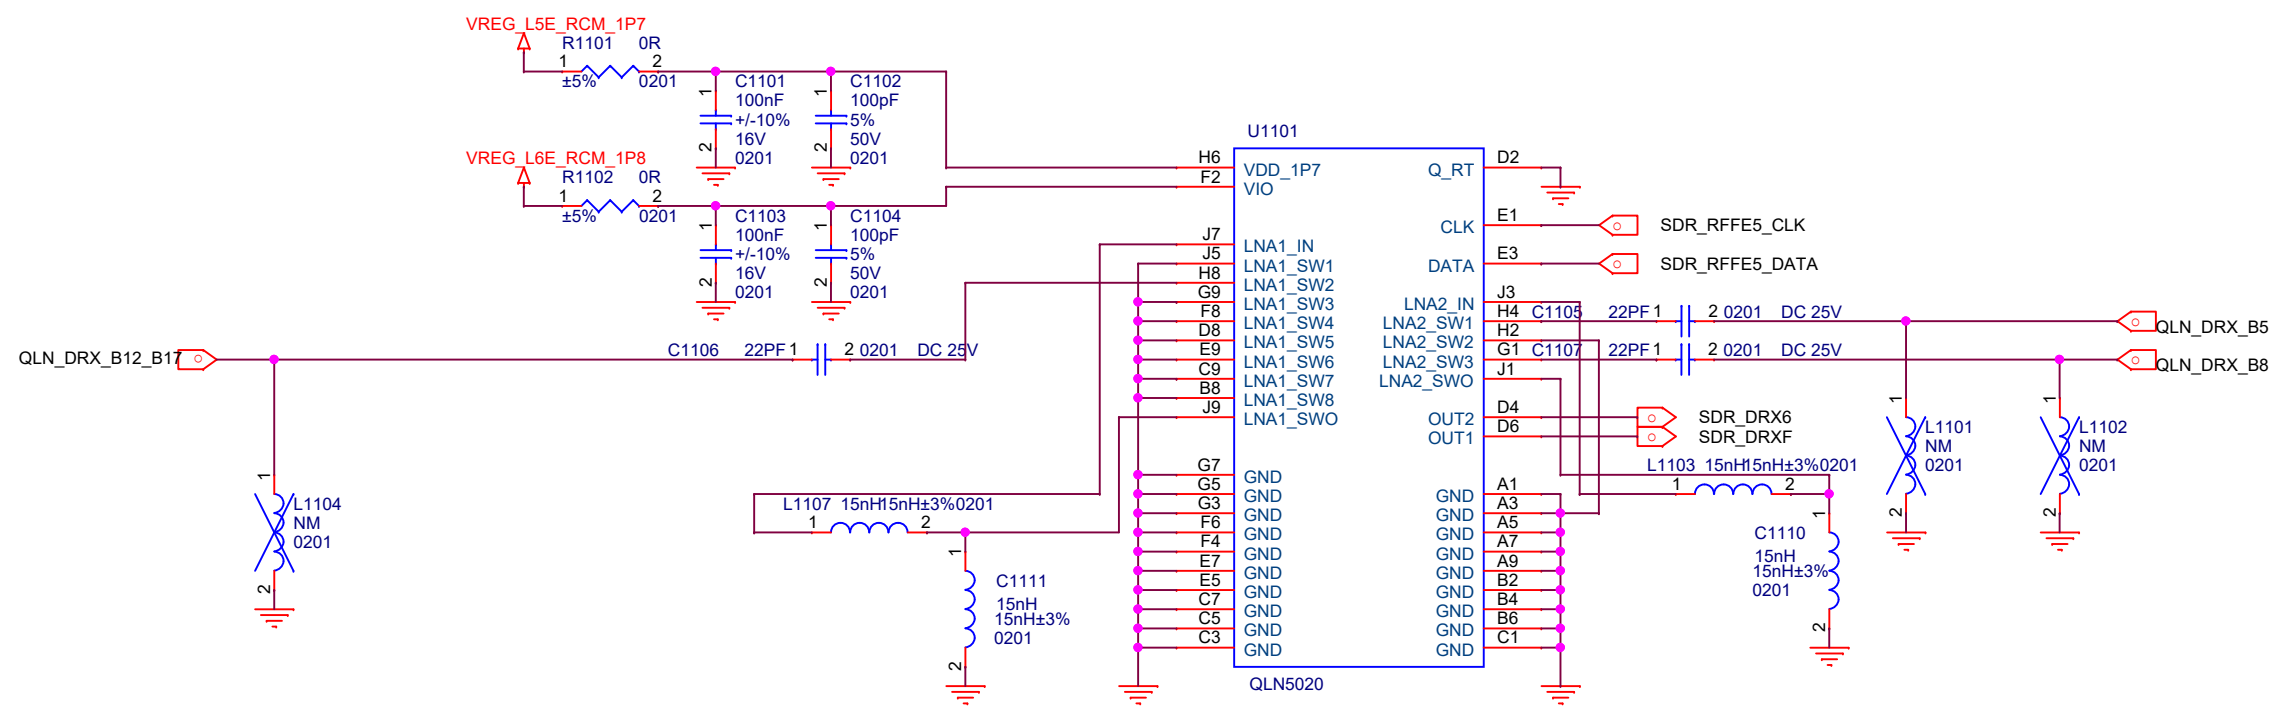 VREG_L5E_RCM_1P7
R1101 0R
1 2
±5% 0201
C1101
100nF
+/-10%
16V
0201
1
2
C1102
100pF
5%
50V
0201
1
2
VREG_L6E_RCM_1P8
R1102 0R
1 2
±5% 0201
C1103
100nF
+/-10%
16V
0201
1
2
C1104
100pF
5%
50V
0201
1
2
QLN_DRX_B12_B17
C1106 22PF 1 2 0201 DC 25V
1
L1104
NM
0201
2
L1107 15nH15nH±3%0201
1 2
1
C1111
15nH
15nH±3%
0201
2
U1101
H6 VDD_1P7
F2 VIO
J7 LNA1_IN
J5 LNA1_SW1
H8 LNA1_SW2
G9 LNA1_SW3
F8 LNA1_SW4
D8 LNA1_SW5
E9 LNA1_SW6
C9 LNA1_SW7
B8 LNA1_SW8
J9 LNA1_SWO
G7 GND
G5 GND
G3 GND
F6 GND
F4 GND
E7 GND
E5 GND
C7 GND
C5 GND
C3 GND
Q_RT D2
CLK E1
DATA E3
LNA2_IN J3
LNA2_SW1 H4
LNA2_SW2 H2
LNA2_SW3 G1
LNA2_SWO J1
OUT2 D4
OUT1 D6
GND A1
GND A3
GND A5
GND A7
GND A9
GND B2
GND B4
GND B6
GND C1
QLN5020
SDR_RFFE5_CLK
SDR_RFFE5_DATA
C1105 22PF 1 2 0201 DC 25V
QLN_DRX_B5
C1107 22PF 1 2 0201 DC 25V
QLN_DRX_B8
SDR_DRX6
SDR_DRXF
L1103 15nH15nH±3%0201
1 2
1
C1110
15nH
15nH±3%
0201
2
1
L1101
NM
0201
2
1
L1102
NM
0201
2